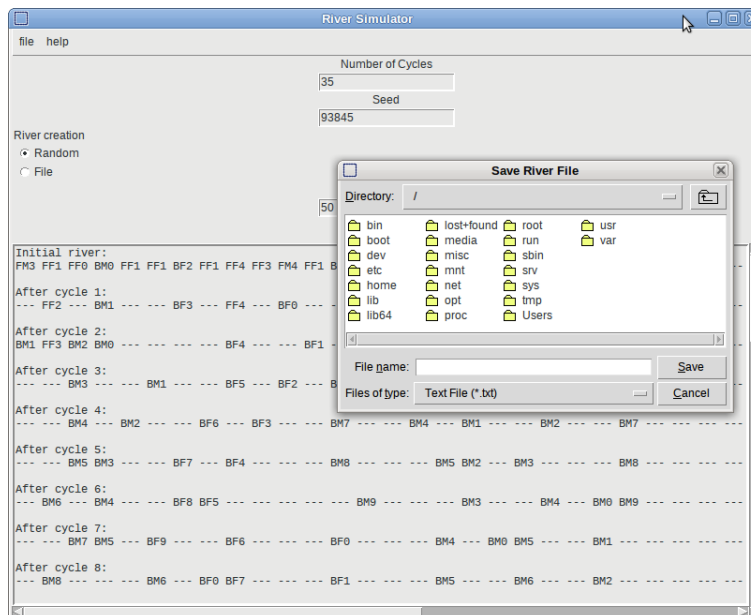 River Simulator
file help
Number of Cycles
35
Seed
93845
River creation
Random
File
50
Save River File
Directory: /
bin lost+found root usr
boot media run var
dev misc sbin
etc mnt srv
home net sys
lib opt tmp
lib64 proc Users
File name: Save
Files of type: Text File (*.txt) Cancel
Initial river:
FM3 FF1 FF0 BM0 FF1 FF1 BF2 FF1 FF4 FF3 FM4 FF1 B
After cycle 1:
--- FF2 --- BM1 --- --- BF3 --- FF4 --- BF0 --- ---
After cycle 2:
BM1 FF3 BM2 BM0 --- --- --- --- BF4 --- --- BF1 -
After cycle 3:
--- --- BM3 --- --- BM1 --- --- BF5 --- BF2 --- B
After cycle 4:
--- --- BM4 --- BM2 --- --- BF6 --- BF3 --- --- BM7 --- --- BM4 --- BM1 --- --- BM2 --- --- BM7 --- --- --- ---
After cycle 5:
--- --- BM5 BM3 --- --- BF7 --- BF4 --- --- --- BM8 --- --- --- BM5 BM2 --- BM3 --- --- --- BM8 --- --- --- ---
After cycle 6:
--- BM6 --- BM4 --- --- BF8 BF5 --- --- --- --- --- BM9 --- --- --- BM3 --- --- BM4 --- BM0 BM9 --- --- --- ---
After cycle 7:
--- --- BM7 BM5 --- BF9 --- --- BF6 --- --- --- BF0 --- --- --- BM4 --- BM0 BM5 --- --- BM1 --- --- --- --- ---
After cycle 8:
--- BM8 --- --- --- BM6 --- BF0 BF7 --- --- --- BF1 --- --- --- BM5 --- --- BM6 --- --- BM2 --- --- --- --- ---